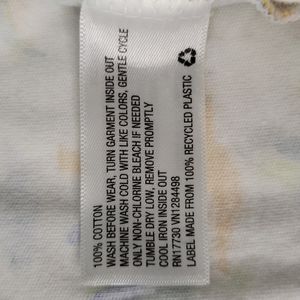 100% COTTON
WASH BEFORE WEAR, TURN GARMENT INSIDE OUT
MACHINE WASH COLD WITH LIKE COLORS, GENTLE CYCLE
ONLY NON-CHLORINE BLEACH IF NEEDED
TUMBLE DRY LOW, REMOVE PROMPTLY
COOL IRON INSIDE OUT
RN17730 VN1284498
LABEL MADE FROM 100% RECYCLED PLASTIC